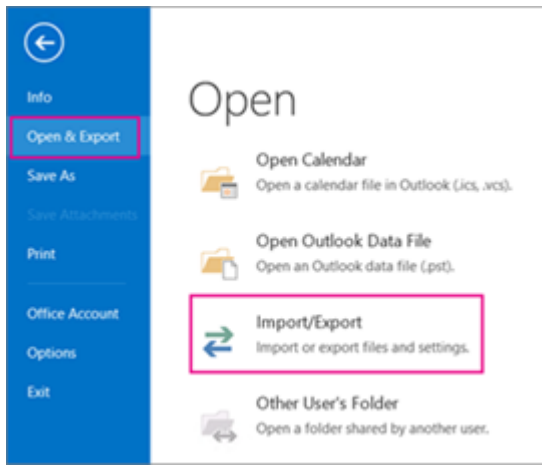 Info
Open & Export
Save As
Save Attachments
Print
Office Account
Options
Exit
Open
Open Calendar
Open a calendar file in Outlook (.ics, .vcs).
Open Outlook Data File
Open an Outlook data file (.pst).
Import/Export
Import or export files and settings.
Other User's Folder
Open a folder shared by another user.